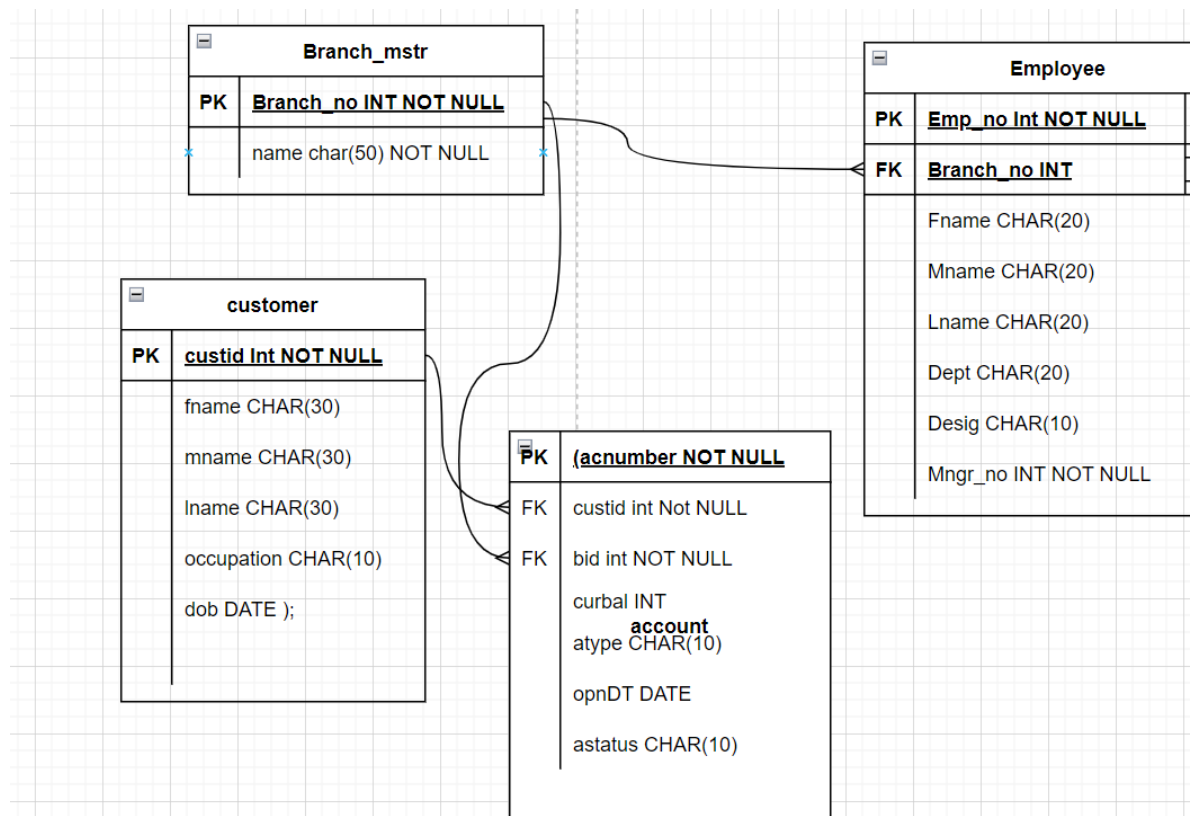 Branch_mstr
PK Branch_no INT NOT NULL
name char(50) NOT NULL
Employee
PK Emp_no Int NOT NULL
FK Branch_no INT
Fname CHAR(20)
Mname CHAR(20)
Lname CHAR(20)
Dept CHAR(20)
Desig CHAR(10)
Mngr_no INT NOT NULL
customer
PK custid Int NOT NULL
fname CHAR(30)
mname CHAR(30)
lname CHAR(30)
occupation CHAR(10)
dob DATE );
PK (acnumber NOT NULL
FK custid int Not NULL
FK bid int NOT NULL
curbal INT
account
atype CHAR(10)
opnDT DATE
astatus CHAR(10)